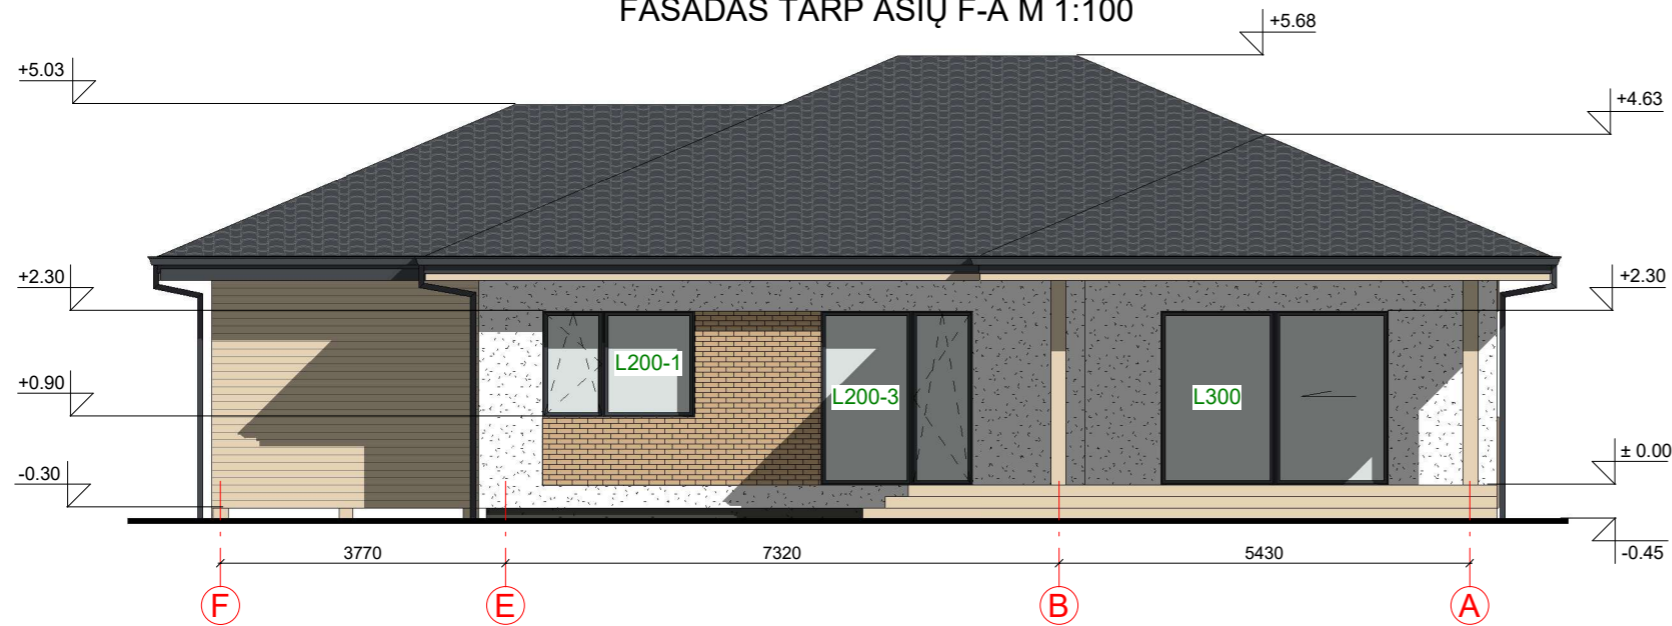 FASADAS TARP AŠIŲ F-A M 1:100
+5.68
+5.03
+4.63
+2.30
+2.30
L200-1
+0.90
L200-3
L300
± 0.00
-0.30
-0.45
3770
7320
5430
F
E
B
A